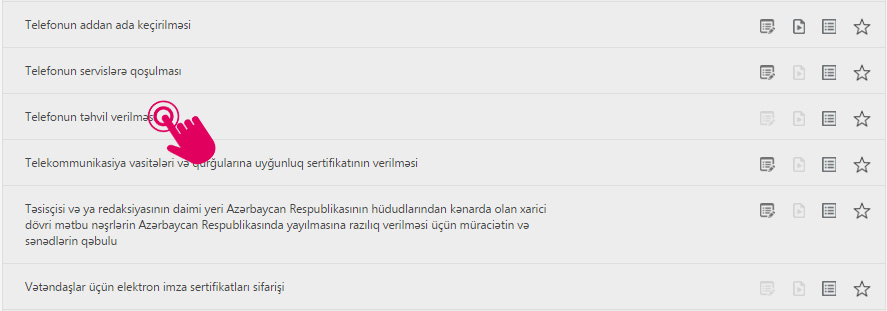 Telefonun addan ada keçirilməsi
Telefonun servislərə qoşulması
Telefonun təhvil verilməsi
Telekommunikasiya vasitələri və qurğularına uyğunluq sertifikatının verilməsi
Təsisçisi və ya redaksiyasının daimi yeri Azərbaycan Respublikasının hüdudlarından kənarda olan xarici
dövri mətbu nəşrlərin Azərbaycan Respublikasında yayılmasına razılıq verilməsi üçün müraciətin və
sənədlərin qəbulu
Vətəndaşlar üçün elektron imza sertifikatları sifarişi